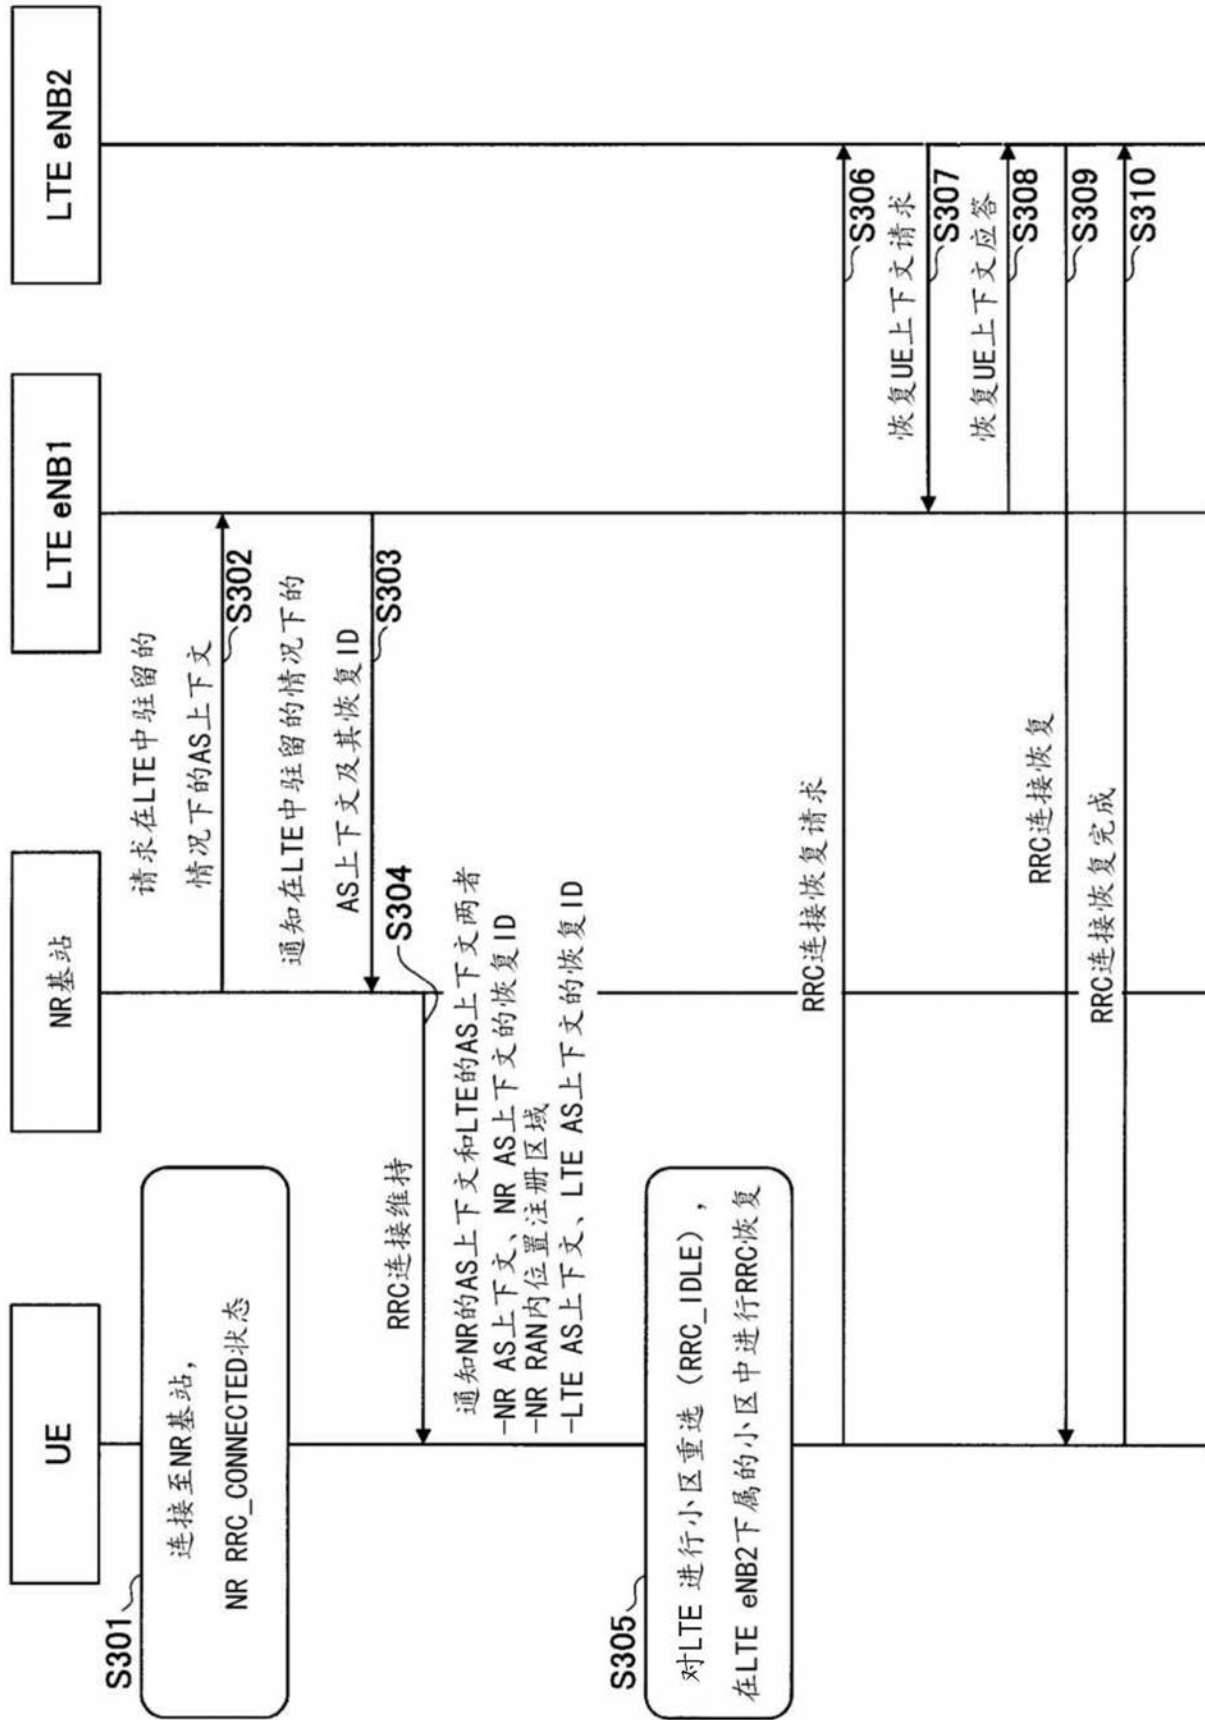 UE
NR基站
LTE eNB1
LTE eNB2
S301
连接至NR基站，
NR RRC_CONNECTED状态
请求在LTE中驻留的
情况下的AS上下文
S302
通知在LTE中驻留的情况下的
AS上下文及其恢复ID
S303
S304
RRC连接维持
通知NR的AS上下文和LTE的AS上下文两者
-NR AS上下文、NR AS上下文的恢复ID
-NR RAN内位置注册区域
-LTE AS上下文、LTE AS上下文的恢复ID
S305
对LTE 进行小区重选（RRC_IDLE），
在LTE eNB2下属的小区中进行RRC恢复
RRC连接恢复请求
S306
恢复UE上下文请求
S307
恢复UE上下文应答
S308
RRC连接恢复
S309
RRC连接恢复完成
S310